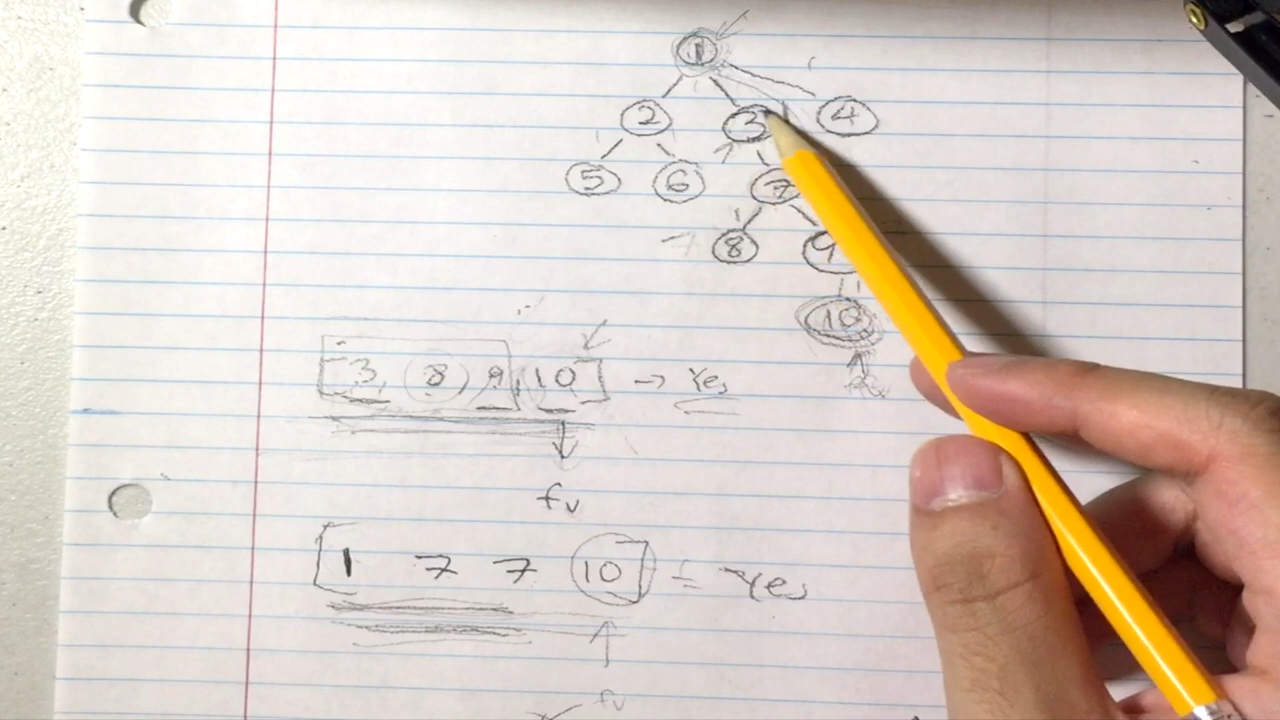 1
2 3 4
5 6 7
8 9
10
[3, 8, 9, 10] → Yes
fv
[1 7 7 10] = Yes
fv